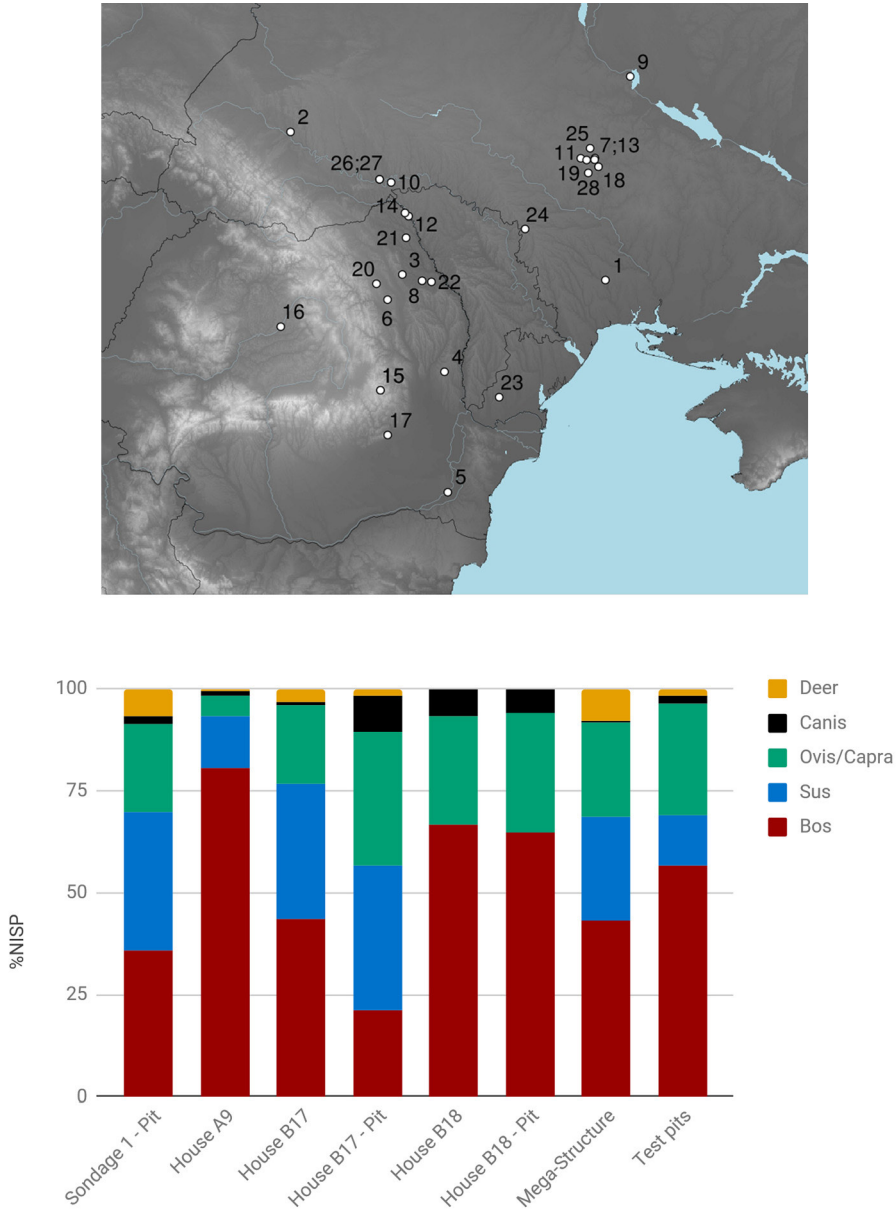 9
2
25
7;13
11
26;27
10
19
18
28
14
12
24
21
3
1
20
22
8
6
16
4
15
23
17
5
100
75
50
25
0
%NISP
Deer
Canis
Ovis/Capra
Sus
Bos
Sondage 1 - Pit
House A9
House B17
House B17 - Pit
House B18
House B18 - Pit
Mega-Structure
Test pits